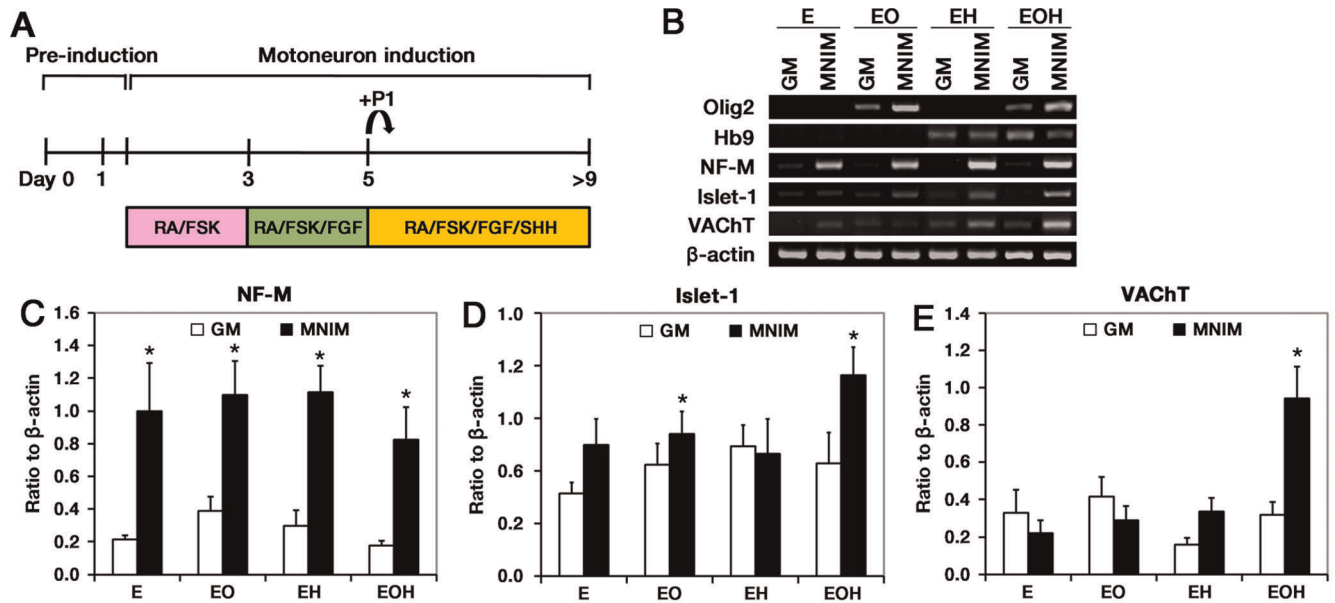 A
Pre-induction
Motoneuron induction
+P1
Day 0
1
3
5
>9
RA/FSK
RA/FSK/FGF
RA/FSK/FGF/SHH
B
E EO EH EOH
GM MNIM GM MNIM GM MNIM GM MNIM
Olig2
Hb9
NF-M
Islet-1
VAChT
β-actin
C
NF-M
GM MNIM
Ratio to β-actin
1.6
1.4
1.2
1.0
0.8
0.6
0.4
0.2
0.0
* * * *
E EO EH EOH
D
Islet-1
GM MNIM
Ratio to β-actin
1.0
1.2
0.6
0.2
0.0
* *
E EO EH EOH
E
VAChT
GM MNIM
Ratio to β-actin
1.4
1.2
1.0
0.8
0.6
0.4
0.2
0.0
*
E EO EH EOH